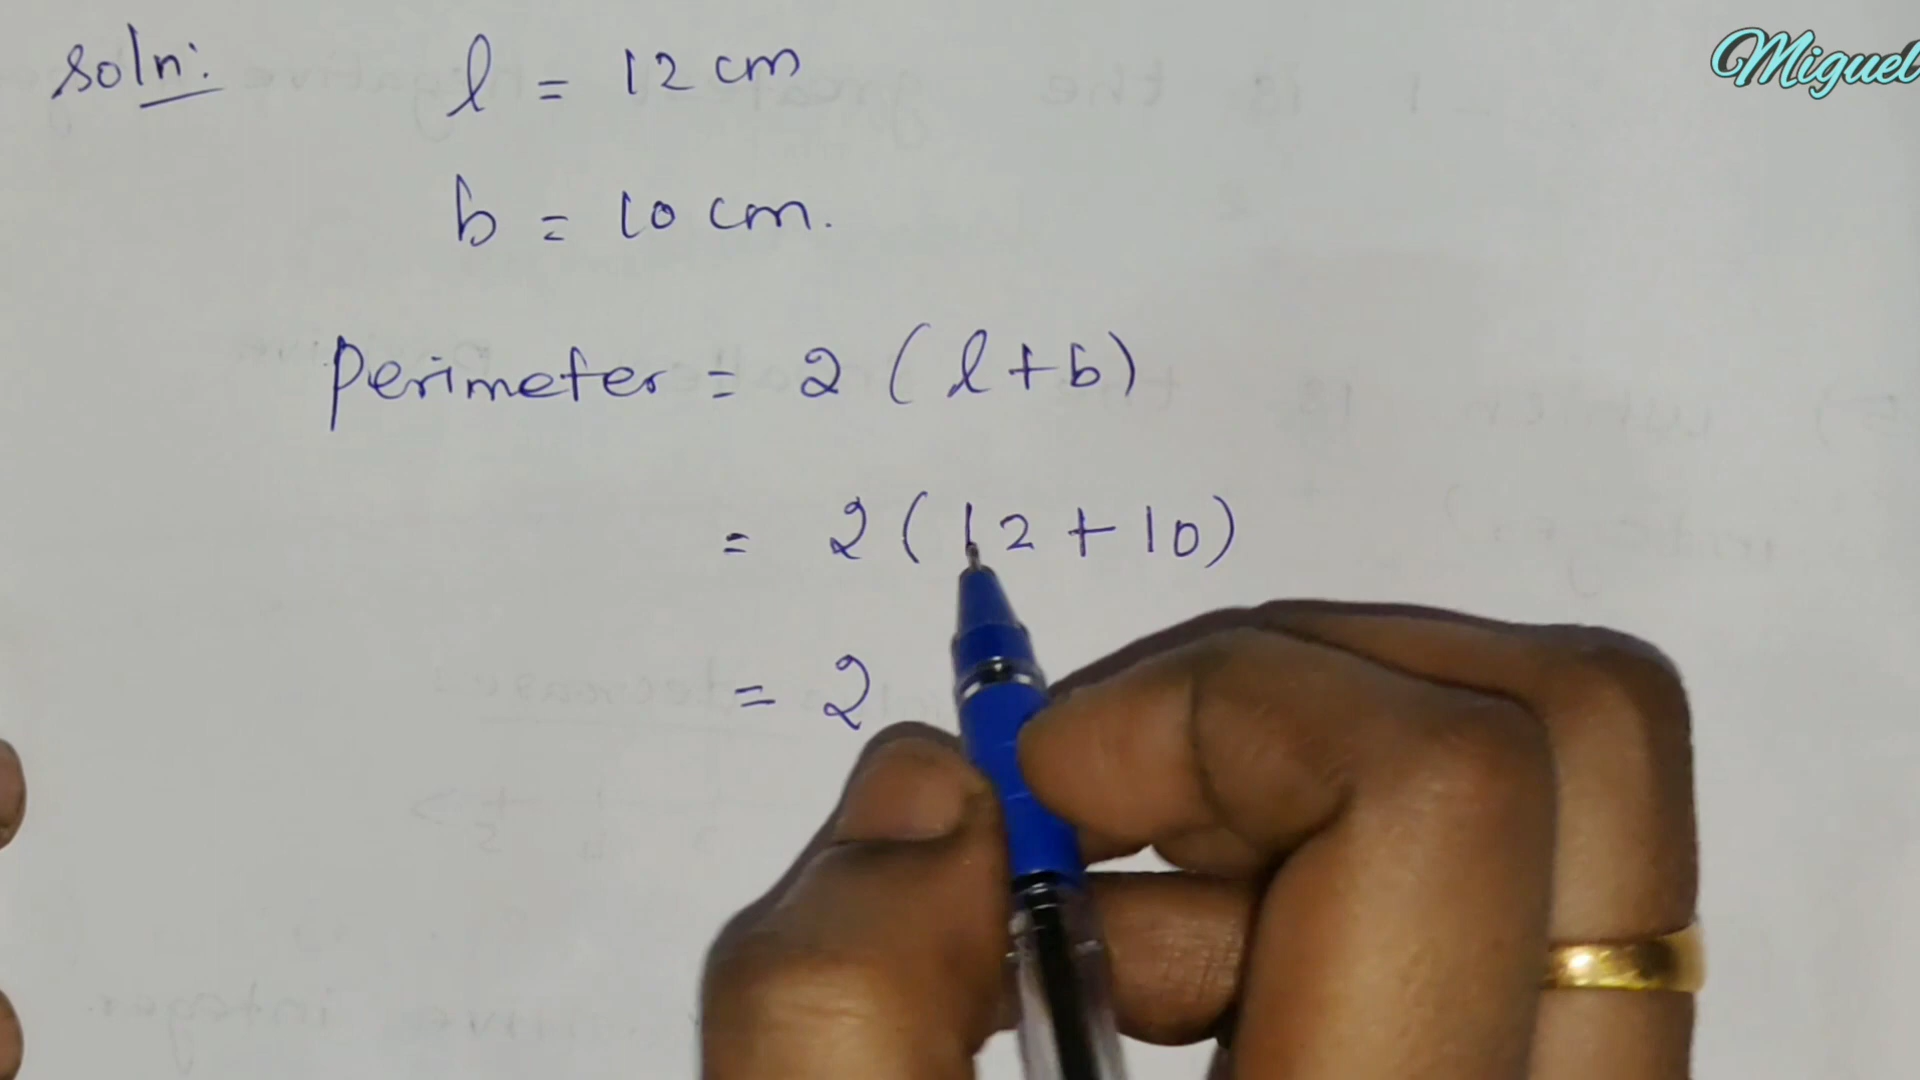 soln:
l = 12 cm
Miguel
b = 10 cm.
Perimeter = 2 ( l + b )
= 2 ( 12 + 10 )
= 2